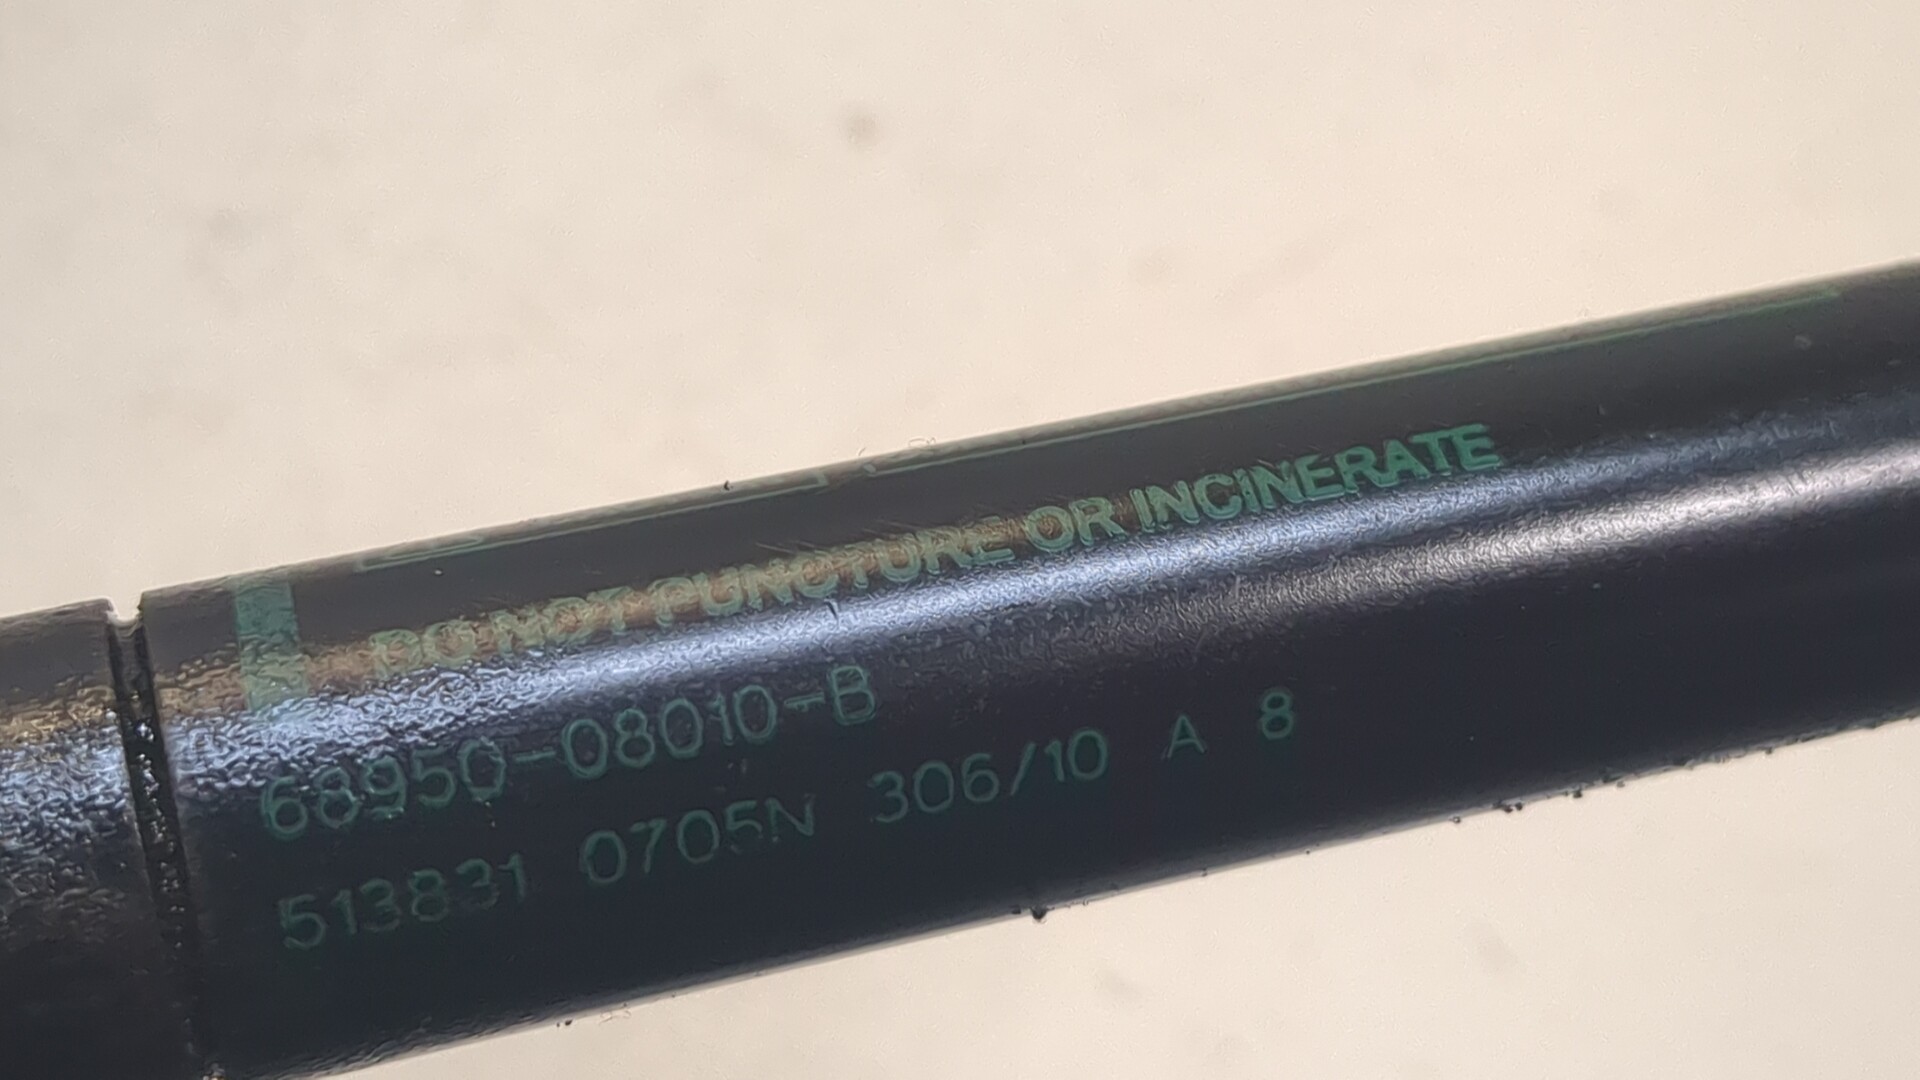 DO NOT PUNCTURE OR INCINERATE
68950-08010-B
513831 0705N 306/10 A 8